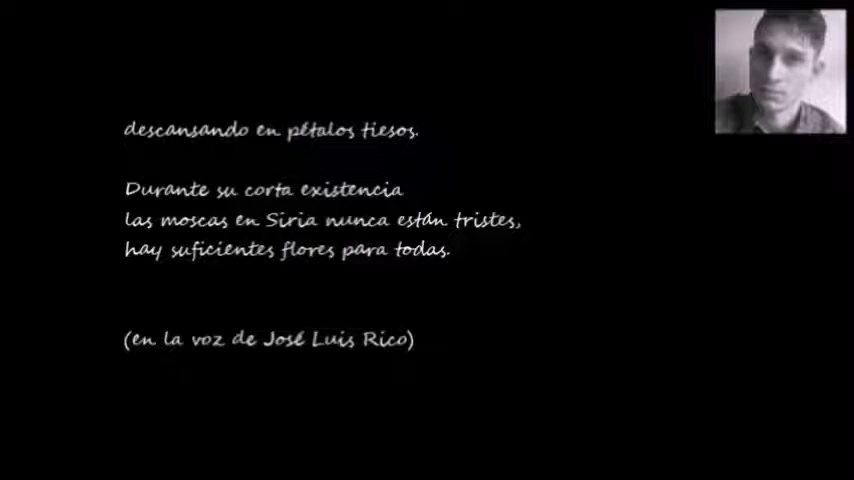 descansando en pétalos tiesos.
Durante su corta existencia
las moscas en Siria nunca están tristes,
hay suficientes flores para todas.
(en la voz de José Luis Rico)